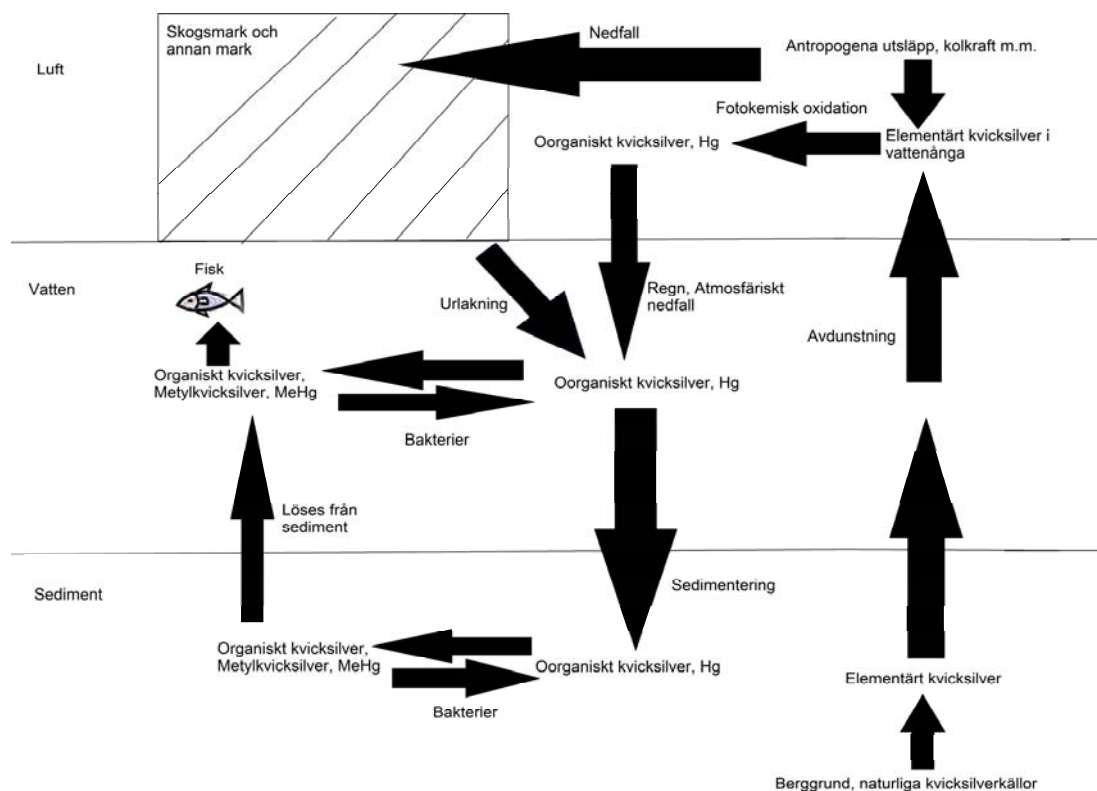 Skogsmark och
annan mark
Nedfall
Antropogena utsläpp, kolkraft m.m.
Luft
Fotokemisk oxidation
Oorganiskt kvicksilver, Hg
Elementärt kvicksilver i
vattenånga
Fisk
Vatten
Urlakning
Regn, Atmosfäriskt
nedfall
Avdunstning
Organiskt kvicksilver,
Metylkvicksilver, MeHg
Oorganiskt kvicksilver, Hg
Bakterier
Löses från
sediment
Sediment
Sedimentering
Organiskt kvicksilver,
Metylkvicksilver, MeHg
Oorganiskt kvicksilver, Hg
Elementärt kvicksilver
Bakterier
Berggrund, naturliga kvicksilverkällor